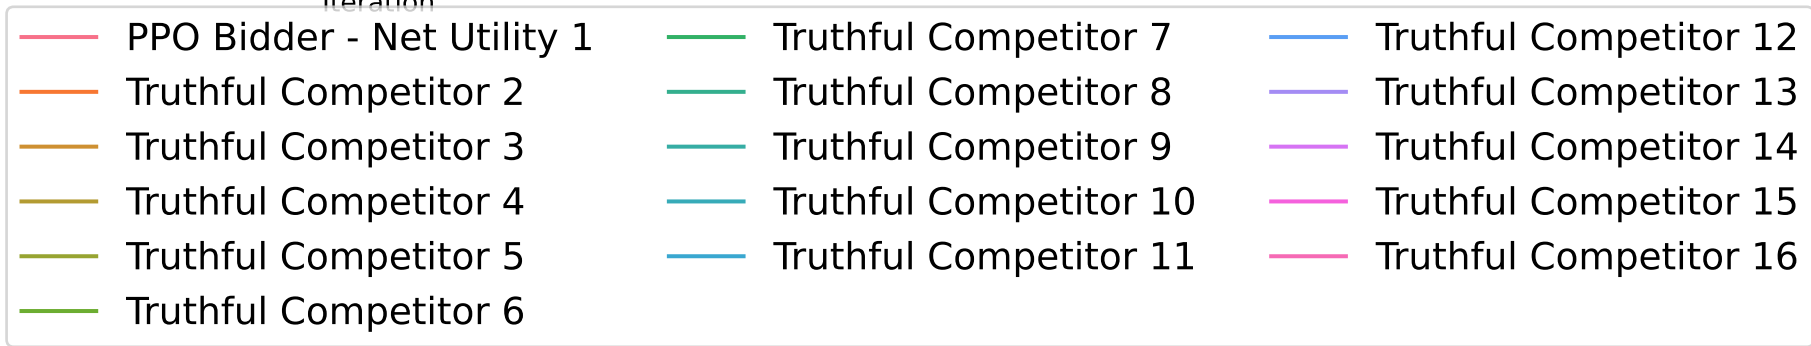 Iteration
PPO Bidder - Net Utility 1
Truthful Competitor 2
Truthful Competitor 3
Truthful Competitor 4
Truthful Competitor 5
Truthful Competitor 6
Truthful Competitor 7
Truthful Competitor 8
Truthful Competitor 9
Truthful Competitor 10
Truthful Competitor 11
Truthful Competitor 12
Truthful Competitor 13
Truthful Competitor 14
Truthful Competitor 15
Truthful Competitor 16